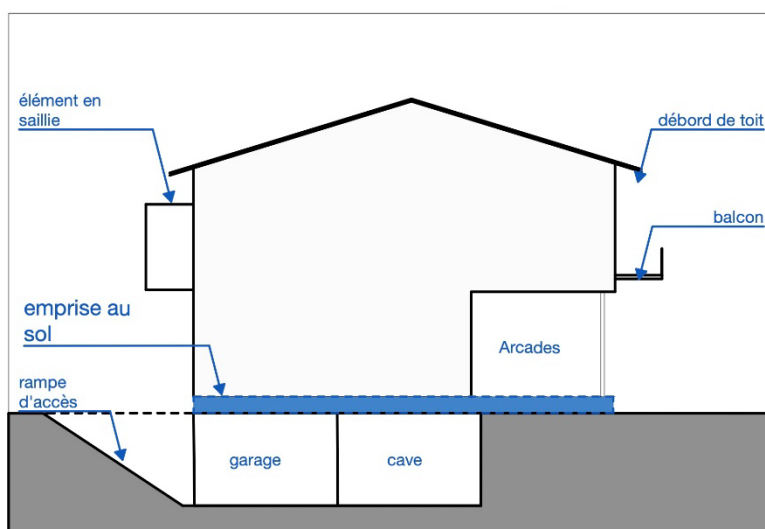 élément en
saillie
débord de toit
balcon
emprise au
sol
Arcades
rampe
d'accès
garage
cave